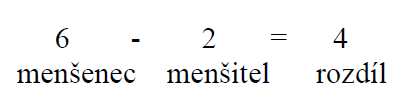 6 - 2 = 4
menšenec menšitel rozdíl